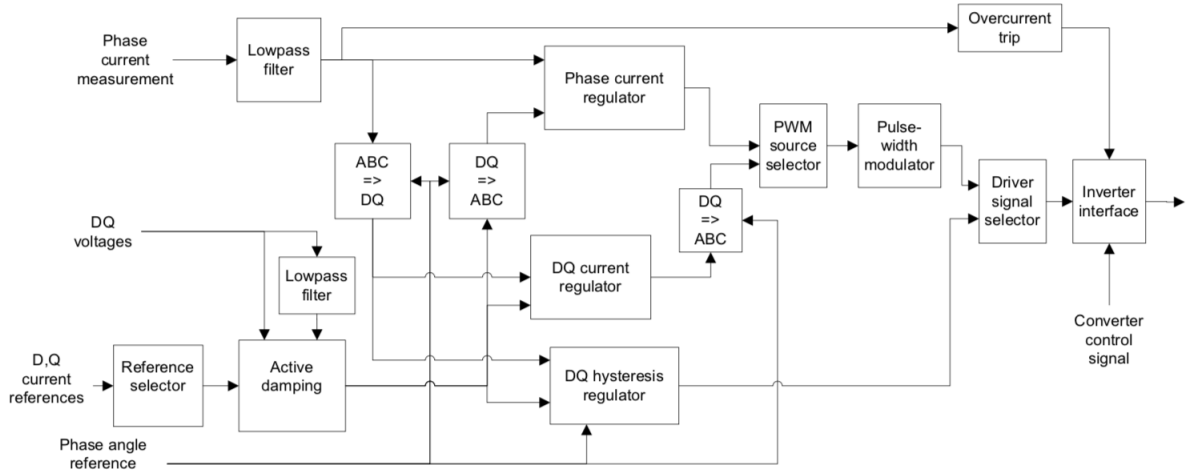 Overcurrent
trip
Phase
current
measurement
Lowpass
filter
Phase current
regulator
PWM
source
selector
Pulse-
width
modulator
ABC
=>
DQ
DQ
=>
ABC
Driver
signal
selector
Inverter
interface
DQ
=>
ABC
DQ
voltages
Lowpass
filter
DQ current
regulator
Converter
control
signal
D,Q
current
references
Reference
selector
Active
damping
DQ hysteresis
regulator
Phase angle
reference